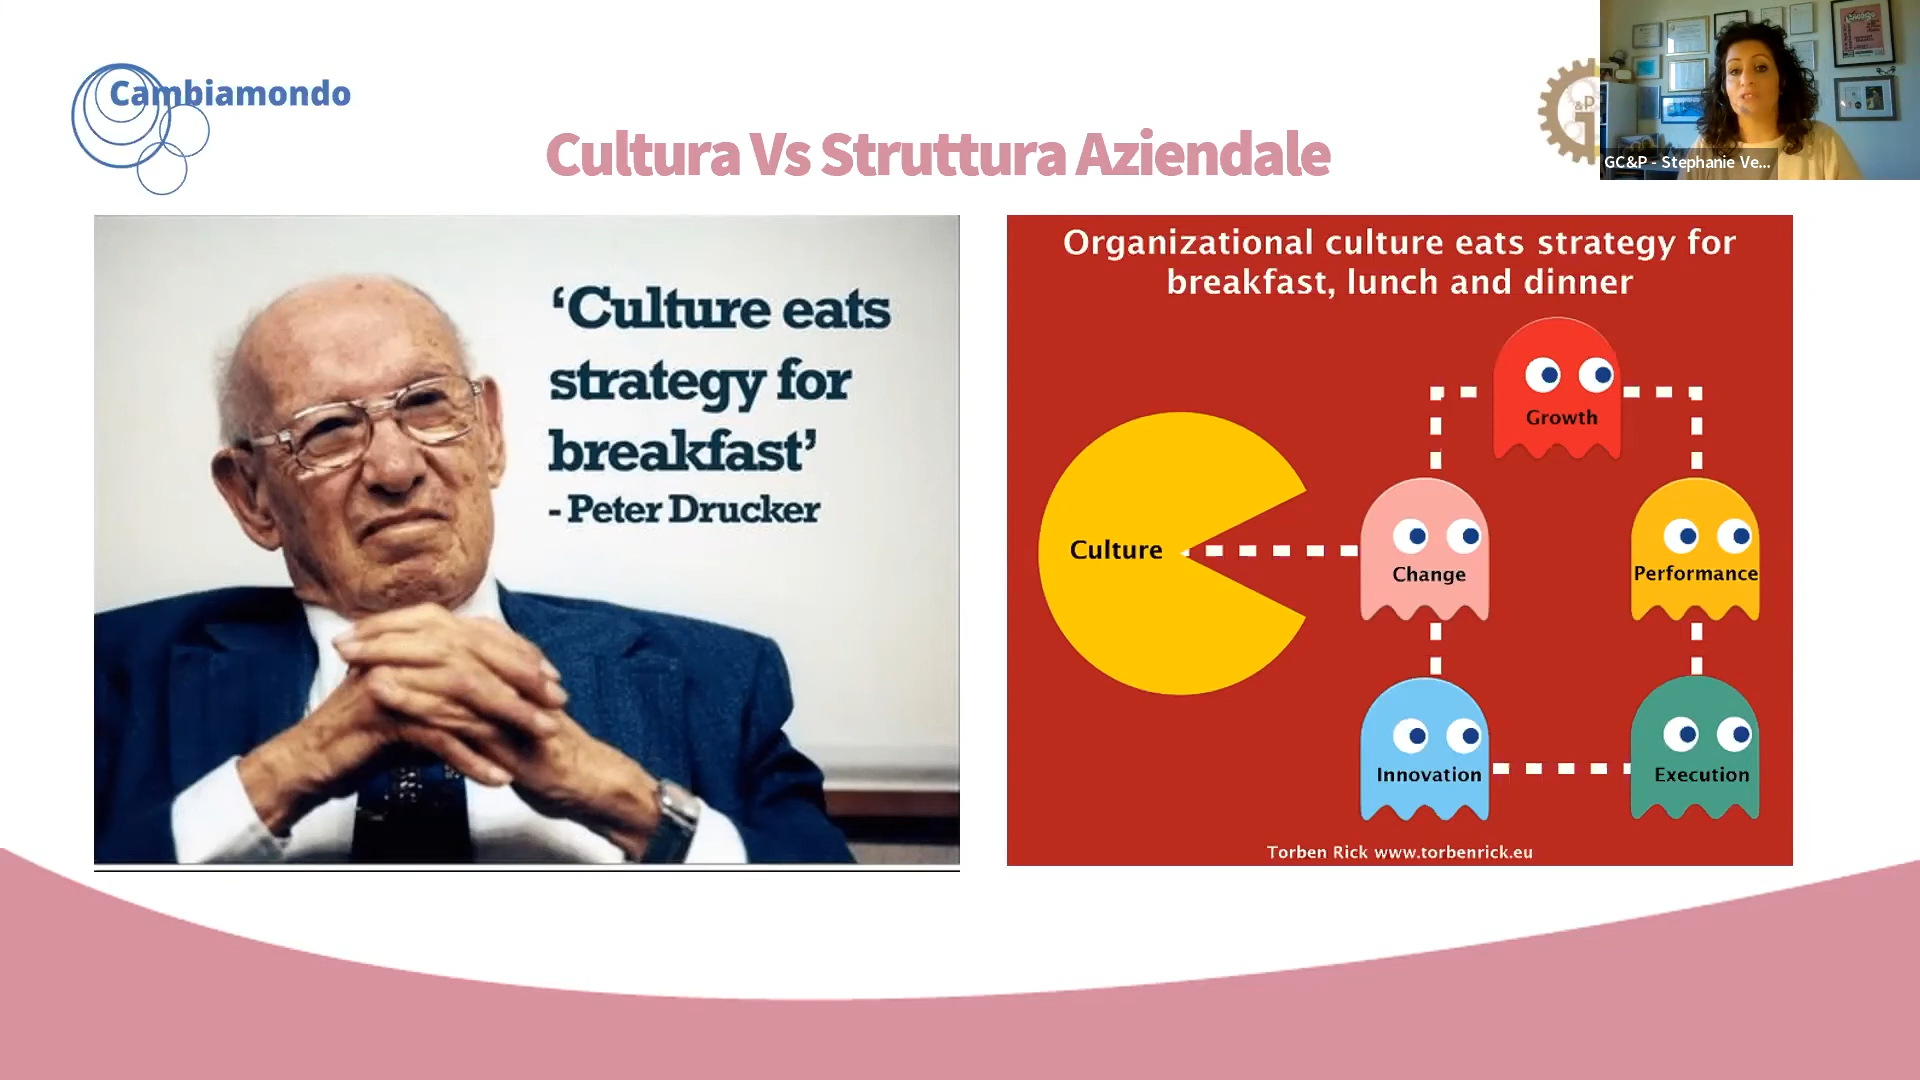 Cambiamondo
Cultura Vs Struttura Aziendale
GC&P - Stephanie Ve...
‘Culture eats
strategy for
breakfast’
- Peter Drucker
Organizational culture eats strategy for
breakfast, lunch and dinner
Growth
Culture
Change
Performance
Innovation
Execution
Torben Rick www.torbenrick.eu